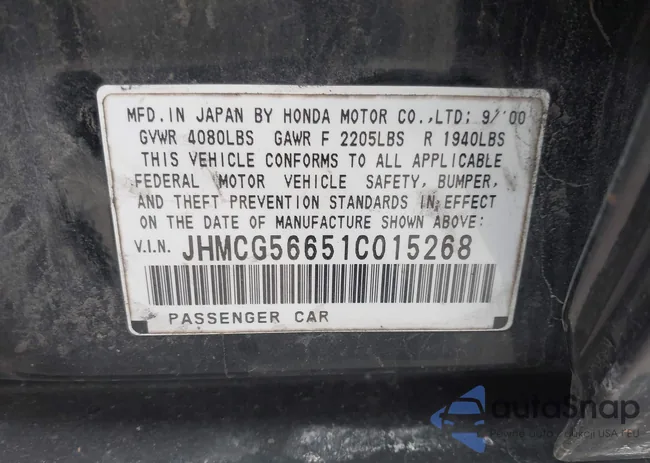 MFD. IN JAPAN BY HONDA MOTOR CO.,LTD; 9/'00
GVWR 4080LBS GAWR F 2205LBS R 1940LBS
THIS VEHICLE CONFORMS TO ALL APPLICABLE
FEDERAL MOTOR VEHICLE SAFETY, BUMPER,
AND THEFT PREVENTION STANDARDS IN EFFECT
ON THE DATE OF MANUFACTURE SHOWN ABOVE:
V.I.N. JHMCG56651C015268
PASSENGER CAR
autoSnap